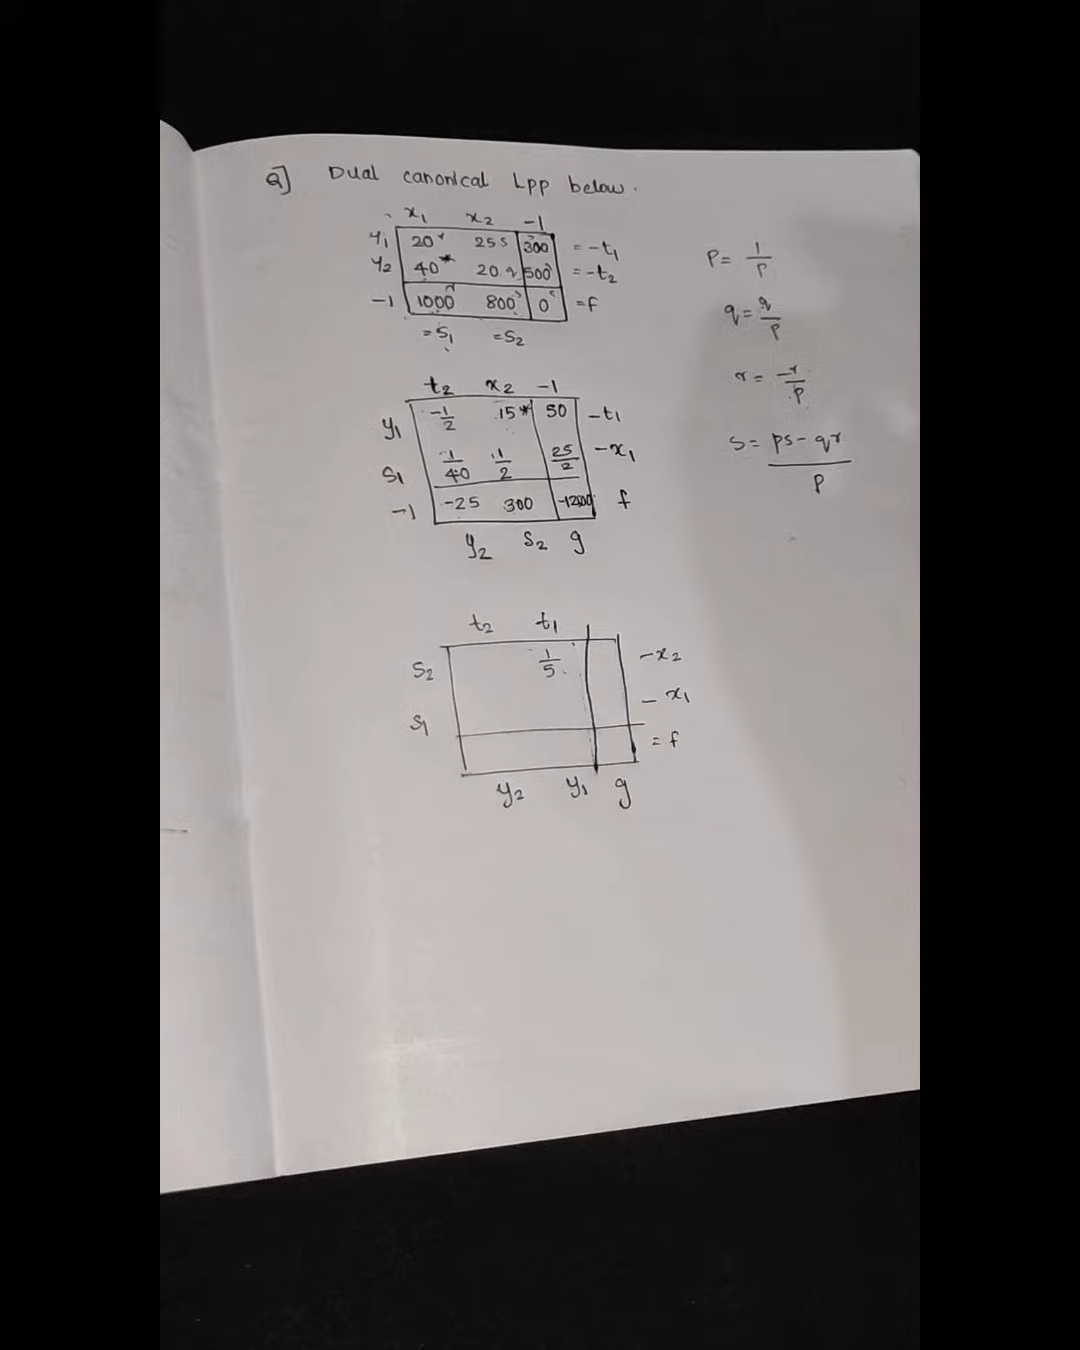 Q] Dual canonical Lpp below.
x1 x2 -1
y1 20 r 25 s 300 = -t1
y2 40 * 20 q 500 = -t2
-1 1000 800 0 = f
= S1 = S2
P = 1/P
q = q/P
r = -r/P
S = ps - qr / P
t2 x2 -1
y1 -1/2 15* 50 -t1
S1 1/40 1/2 25/2 -x1
-1 -25 300 f
y2 S2 g
t2 t1
S2 1/5 -x2
S1 -x1
= f
y2 y1 g